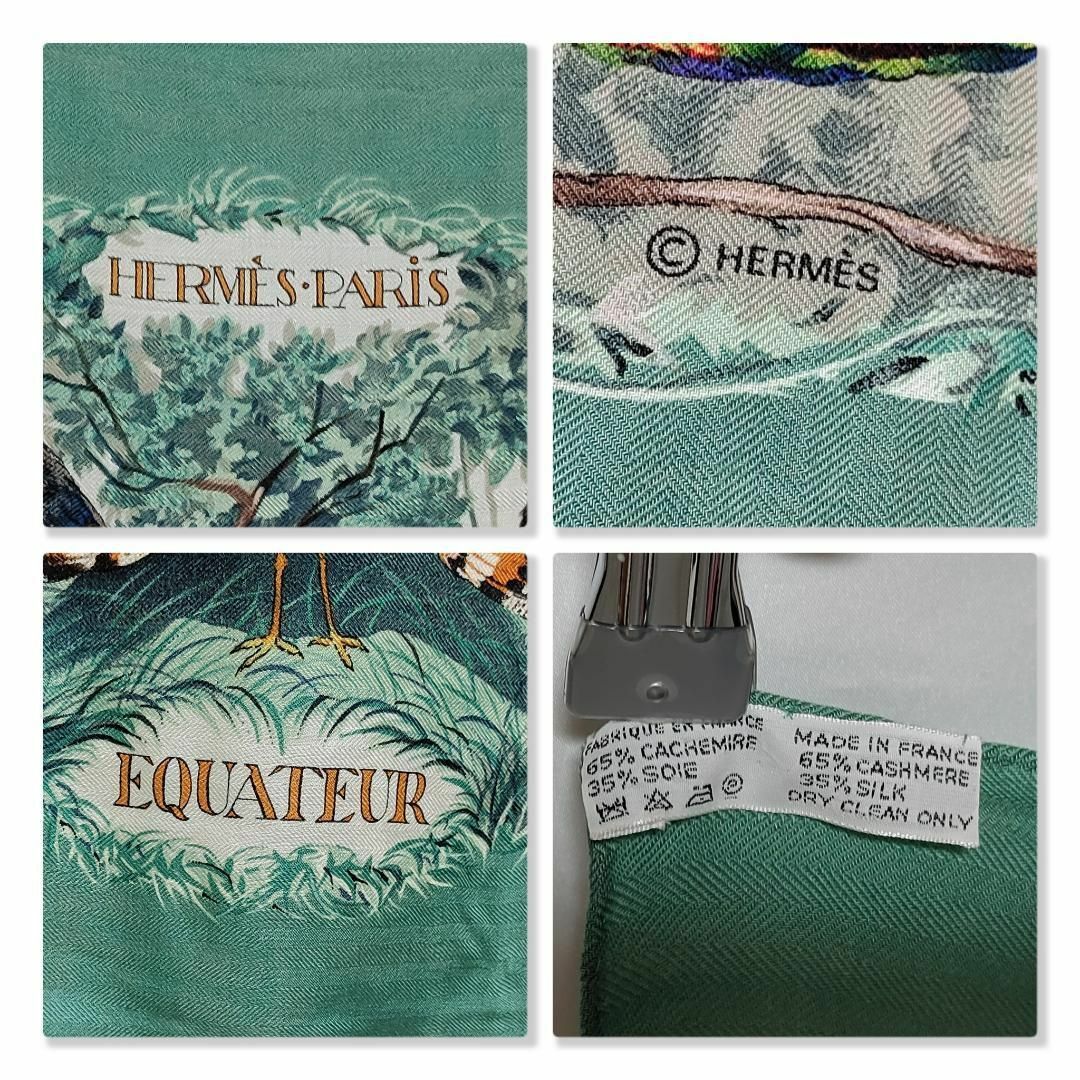 HERMÈS·PARIS
© HERMÈS
EQUATEUR
FABRIQUÉ EN FRANCE
65% CACHEMIRE
35% SOIE
MADE IN FRANCE
65% CASHMERE
35% SILK
DRY CLEAN ONLY